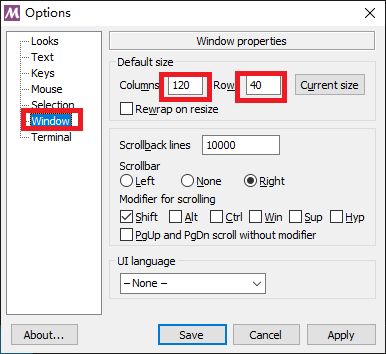 Options
Looks
Text
Keys
Mouse
Selection
Window
Terminal
Window properties
Default size
Columns 120 Row 40 Current size
Rewrap on resize
Scrollback lines 10000
Scrollbar
Left None Right
Modifier for scrolling
Shift Alt Ctrl Win Sup Hyp
PgUp and PgDn scroll without modifier
UI language
– None –
About... Save Cancel Apply